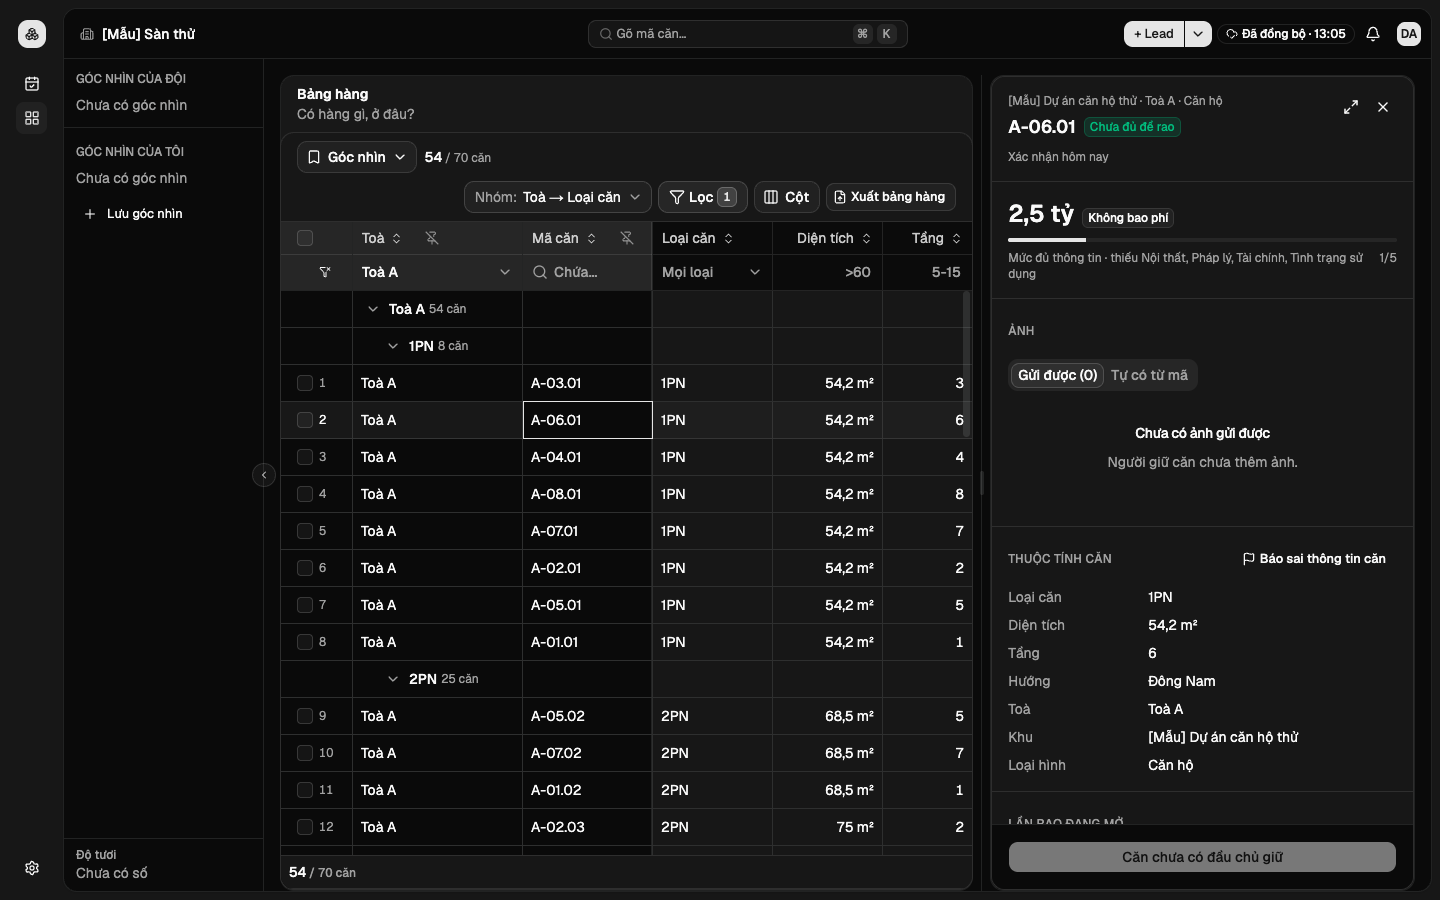 [Mẫu] Sàn thử
Gõ mã căn...
⌘ K
+ Lead
Đã đồng bộ · 13:05
DA
GÓC NHÌN CỦA ĐỘI
Chưa có góc nhìn
GÓC NHÌN CỦA TÔI
Chưa có góc nhìn
+ Lưu góc nhìn
Độ tươi
Chưa có số
Bảng hàng
Có hàng gì, ở đâu?
Góc nhìn
54 / 70 căn
Nhóm: Toà → Loại căn
Lọc 1
Cột
Xuất bảng hàng
Toà Mã căn Loại căn Diện tích Tầng
Toà A Chứa... Mọi loại >60 5-15
Toà A 54 căn
1PN 8 căn
1 Toà A A-03.01 1PN 54,2 m² 3
2 Toà A A-06.01 1PN 54,2 m² 6
3 Toà A A-04.01 1PN 54,2 m² 4
4 Toà A A-08.01 1PN 54,2 m² 8
5 Toà A A-07.01 1PN 54,2 m² 7
6 Toà A A-02.01 1PN 54,2 m² 2
7 Toà A A-05.01 1PN 54,2 m² 5
8 Toà A A-01.01 1PN 54,2 m² 1
2PN 25 căn
9 Toà A A-05.02 2PN 68,5 m² 5
10 Toà A A-07.02 2PN 68,5 m² 7
11 Toà A A-01.02 2PN 68,5 m² 1
12 Toà A A-02.03 2PN 75 m² 2
54 / 70 căn
[Mẫu] Dự án căn hộ thử · Toà A · Căn hộ
A-06.01 Chưa đủ để rao
Xác nhận hôm nay
2,5 tỷ Không bao phí
Mức đủ thông tin · thiếu Nội thất, Pháp lý, Tài chính, Tình trạng sử 1/5
dụng
ẢNH
Gửi được (0) Tự có từ mã
Chưa có ảnh gửi được
Người giữ căn chưa thêm ảnh.
THUỘC TÍNH CĂN
Báo sai thông tin căn
Loại căn 1PN
Diện tích 54,2 m²
Tầng 6
Hướng Đông Nam
Toà Toà A
Khu [Mẫu] Dự án căn hộ thử
Loại hình Căn hộ
LẦN RAO ĐANG MỞ
Căn chưa có đầu chủ giữ